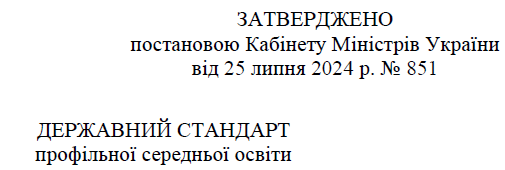 ЗАТВЕРДЖЕНО
постановою Кабінету Міністрів України
від 25 липня 2024 р. № 851
ДЕРЖАВНИЙ СТАНДАРТ
профільної середньої освіти